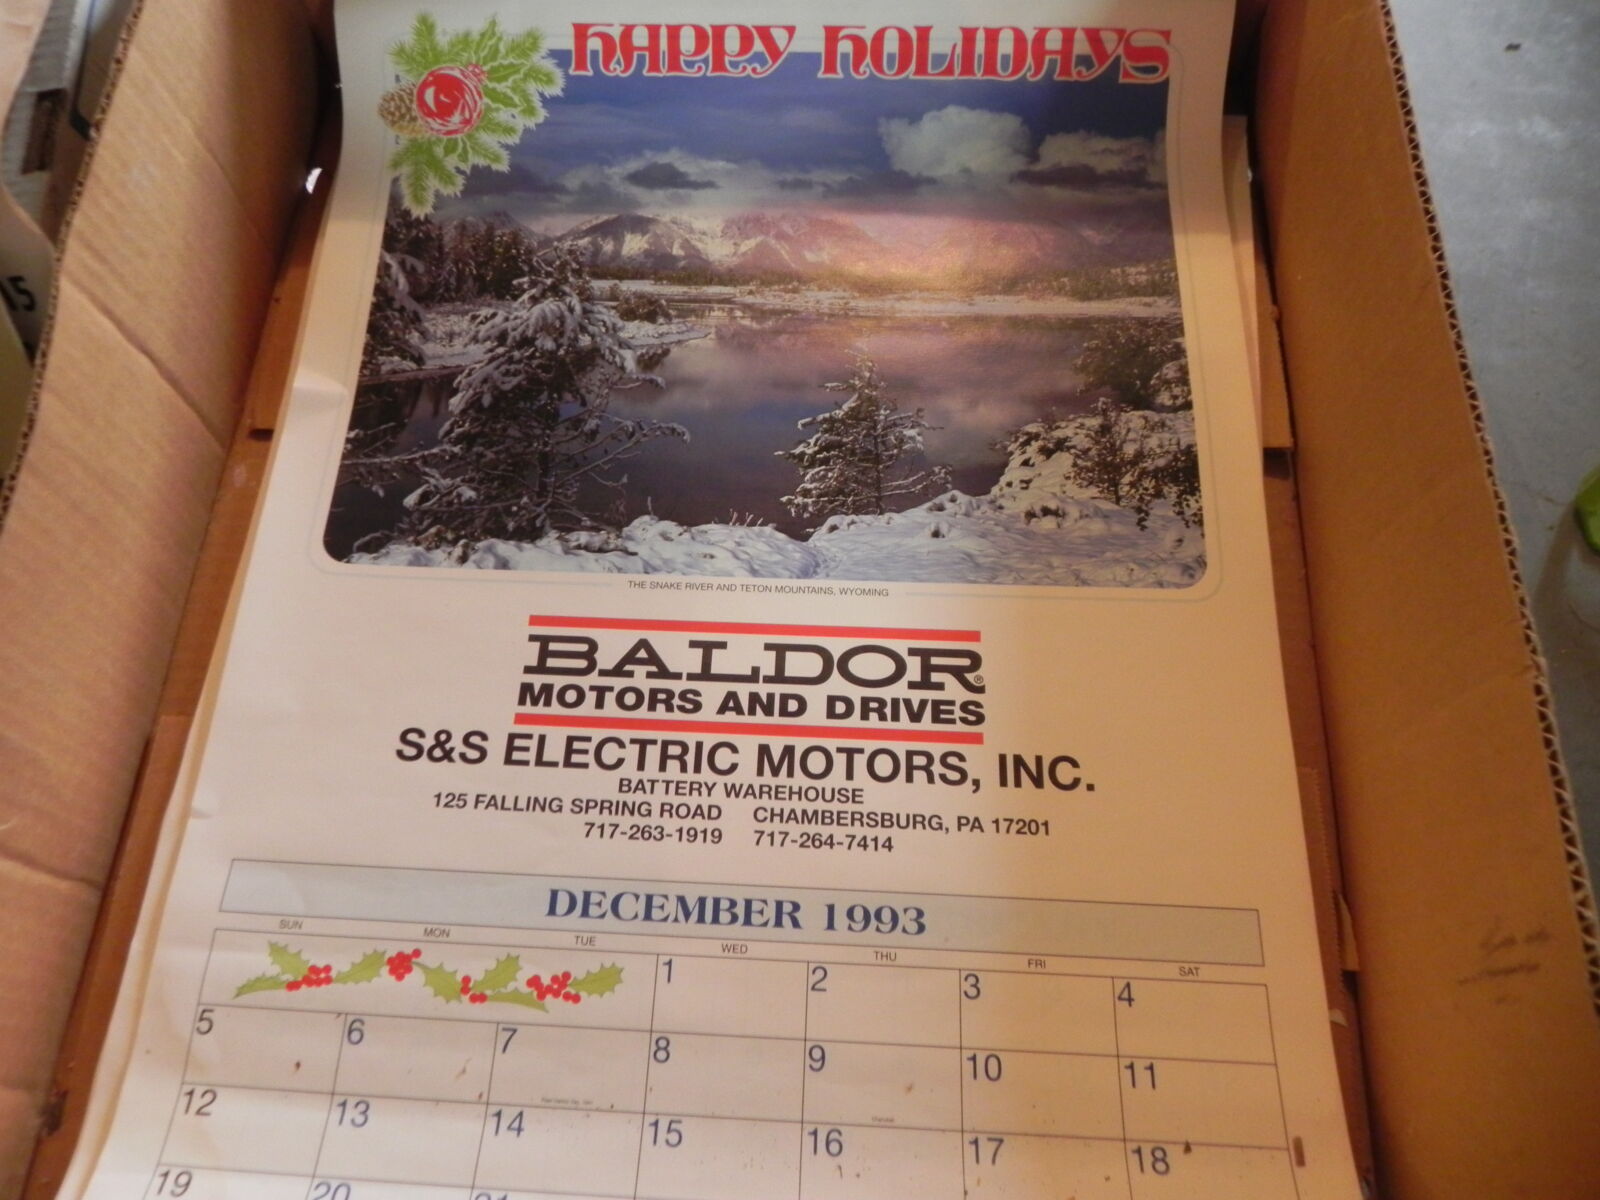 HAPPY HOLIDAYS
15
THE SNAKE RIVER AND TETON MOUNTAINS, WYOMING
BALDOR®
MOTORS AND DRIVES
S&S ELECTRIC MOTORS, INC.
BATTERY WAREHOUSE
125 FALLING SPRING ROAD CHAMBERSBURG, PA 17201
717-263-1919 717-264-7414
DECEMBER 1993
SUN MON TUE WED THU FRI SAT
1 2 3 4
5 6 7 8 9 10 11
12 13 14 15 16 17 18
19 20 21